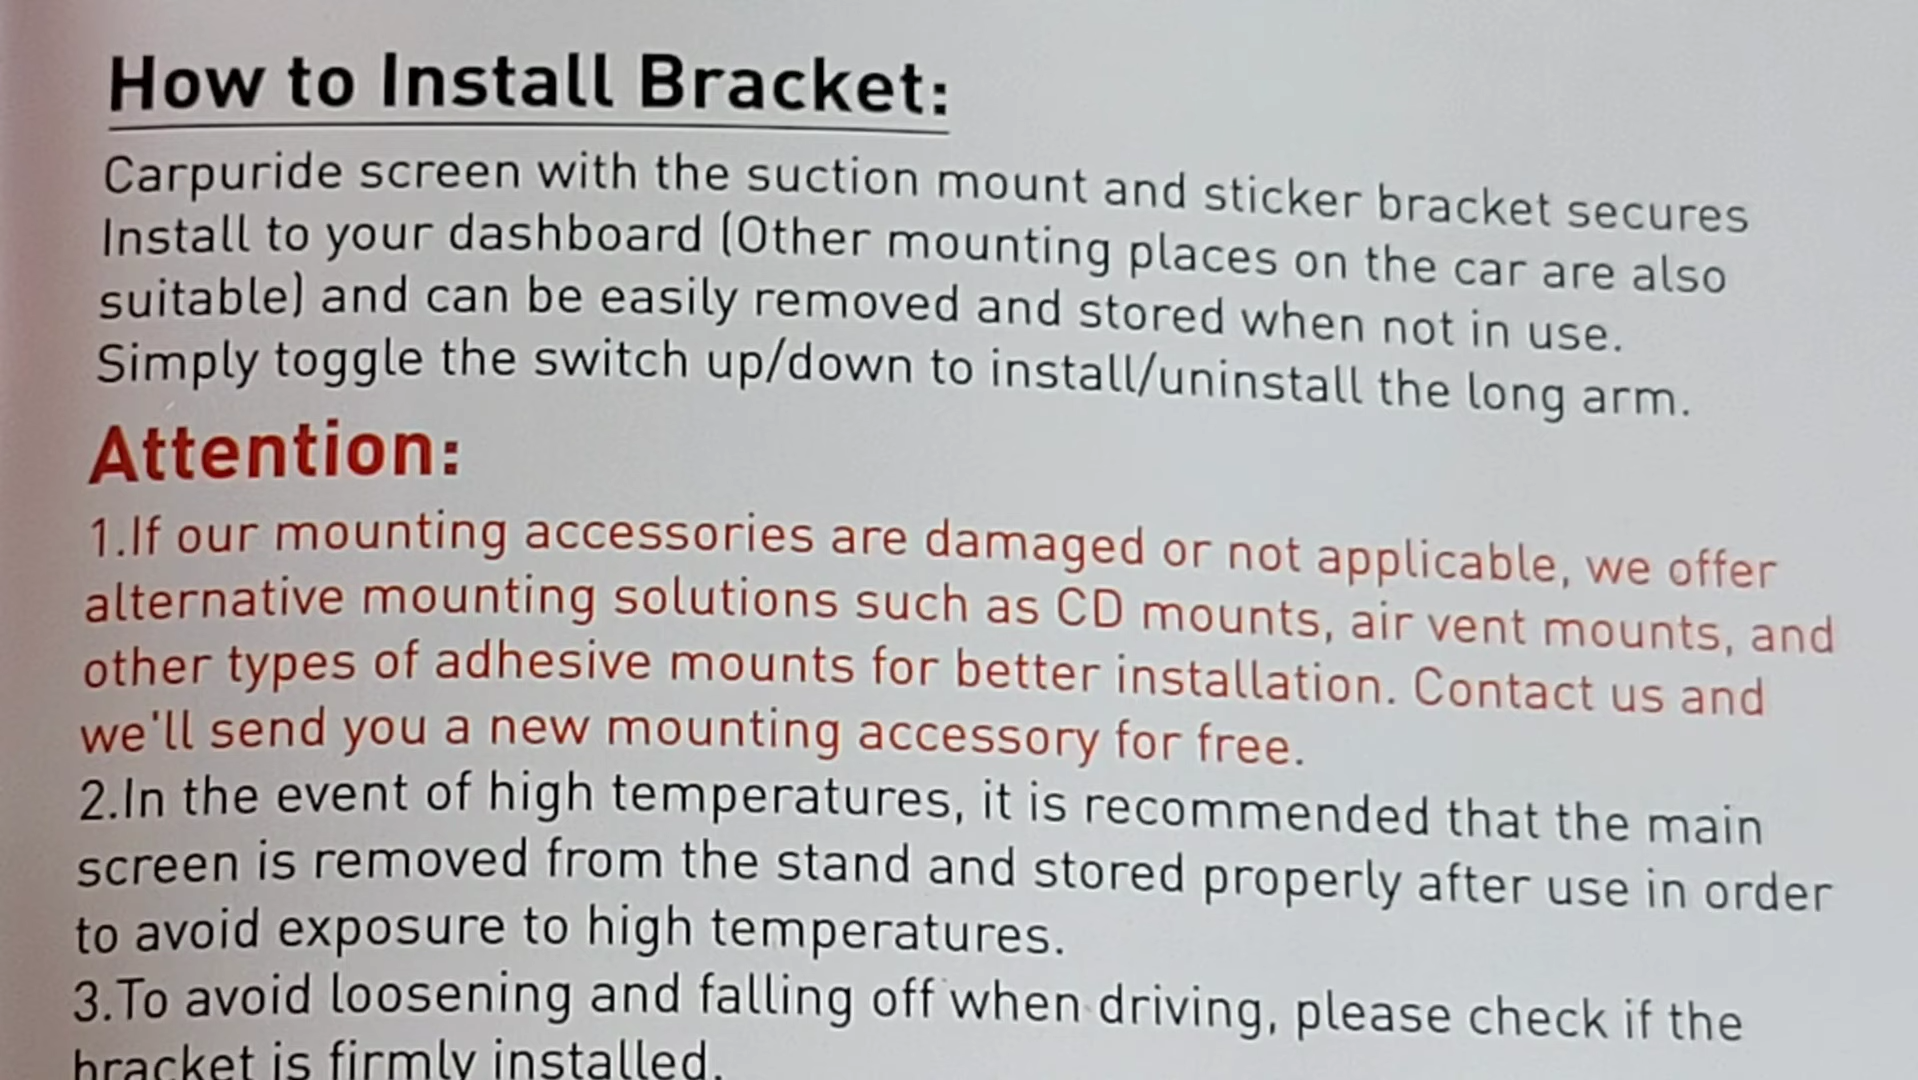 How to Install Bracket:
Carpuride screen with the suction mount and sticker bracket secures
Install to your dashboard (Other mounting places on the car are also
suitable) and can be easily removed and stored when not in use.
Simply toggle the switch up/down to install/uninstall the long arm.
Attention:
1.If our mounting accessories are damaged or not applicable, we offer
alternative mounting solutions such as CD mounts, air vent mounts, and
other types of adhesive mounts for better installation. Contact us and
we'll send you a new mounting accessory for free.
2.In the event of high temperatures, it is recommended that the main
screen is removed from the stand and stored properly after use in order
to avoid exposure to high temperatures.
3.To avoid loosening and falling off when driving, please check if the
bracket is firmly installed.